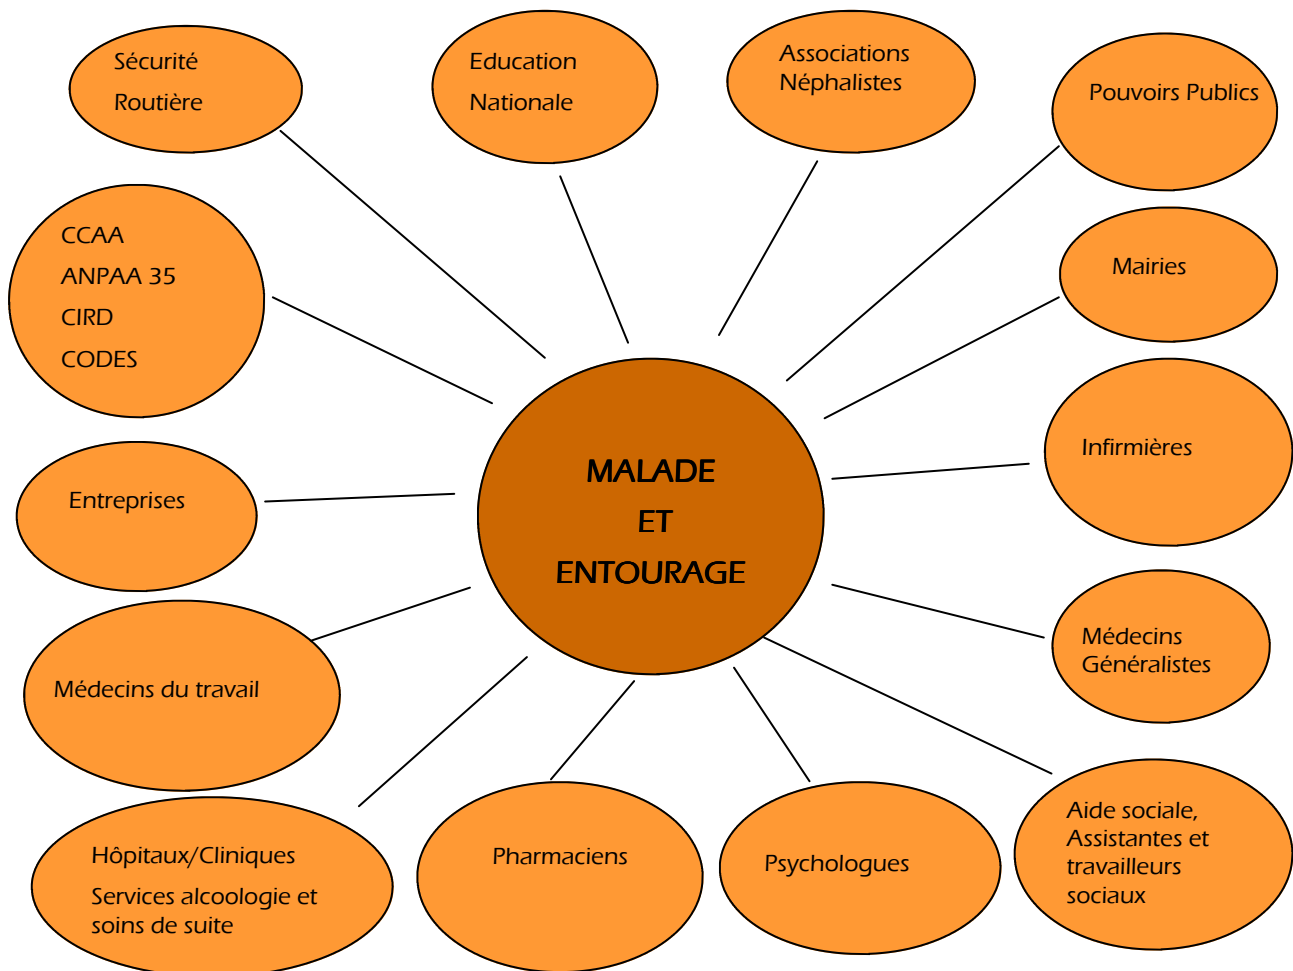 Sécurité
Routière
Education
Nationale
Associations
Néphalistes
Pouvoirs Publics
CCAA
ANPAA 35
CIRD
CODES
Mairies
Infirmières
MALADE
ET
ENTOURAGE
Entreprises
Médecins
Généralistes
Médecins du travail
Hôpitaux/Cliniques
Services alcoologie et
soins de suite
Pharmaciens
Psychologues
Aide sociale,
Assistantes et
travailleurs
sociaux